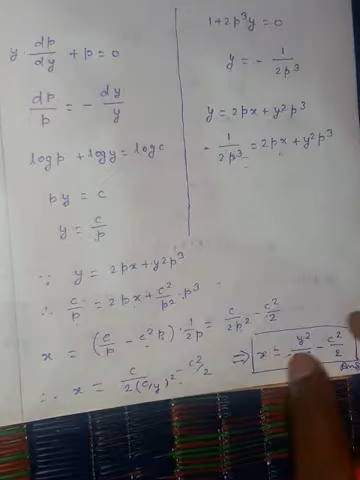 y · dp/dy + p = 0
dp/p = - dy/y
log p + log y = log c
py = c
y = c/p
1 + 2p³y = 0
y = - 1/2p³
y = 2px + y²p³
- 1/2p³ = 2px + y²p³
∵ y = 2px + y²p³
∴ c/p = 2px + c²/p² · p³
x = (c/p - c²p) · 1/2p = c/2p² - c²/2
∴ x = c/2(c/y)² - c²/2 ⇒ x = y²/ - c²/2
Ans